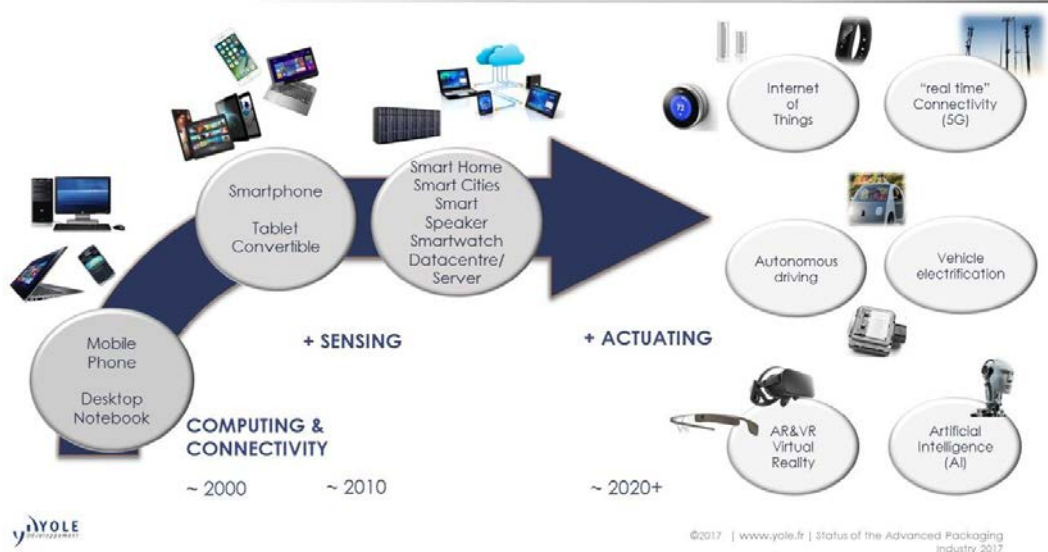 Internet
of
Things
"real time"
Connectivity
(5G)
Smartphone
Tablet
Convertible
Smart Home
Smart Cities
Smart
Speaker
Smartwatch
Datacentre/
Server
Autonomous
driving
Vehicle
electrification
Mobile
Phone
Desktop
Notebook
+ SENSING
+ ACTUATING
COMPUTING &
CONNECTIVITY
AR&VR
Virtual
Reality
Artificial
Intelligence
(AI)
~ 2000
~ 2010
~ 2020+
YOLE
Développement
©2017 | www.yole.fr | Status of the Advanced Packaging
Industry 2017